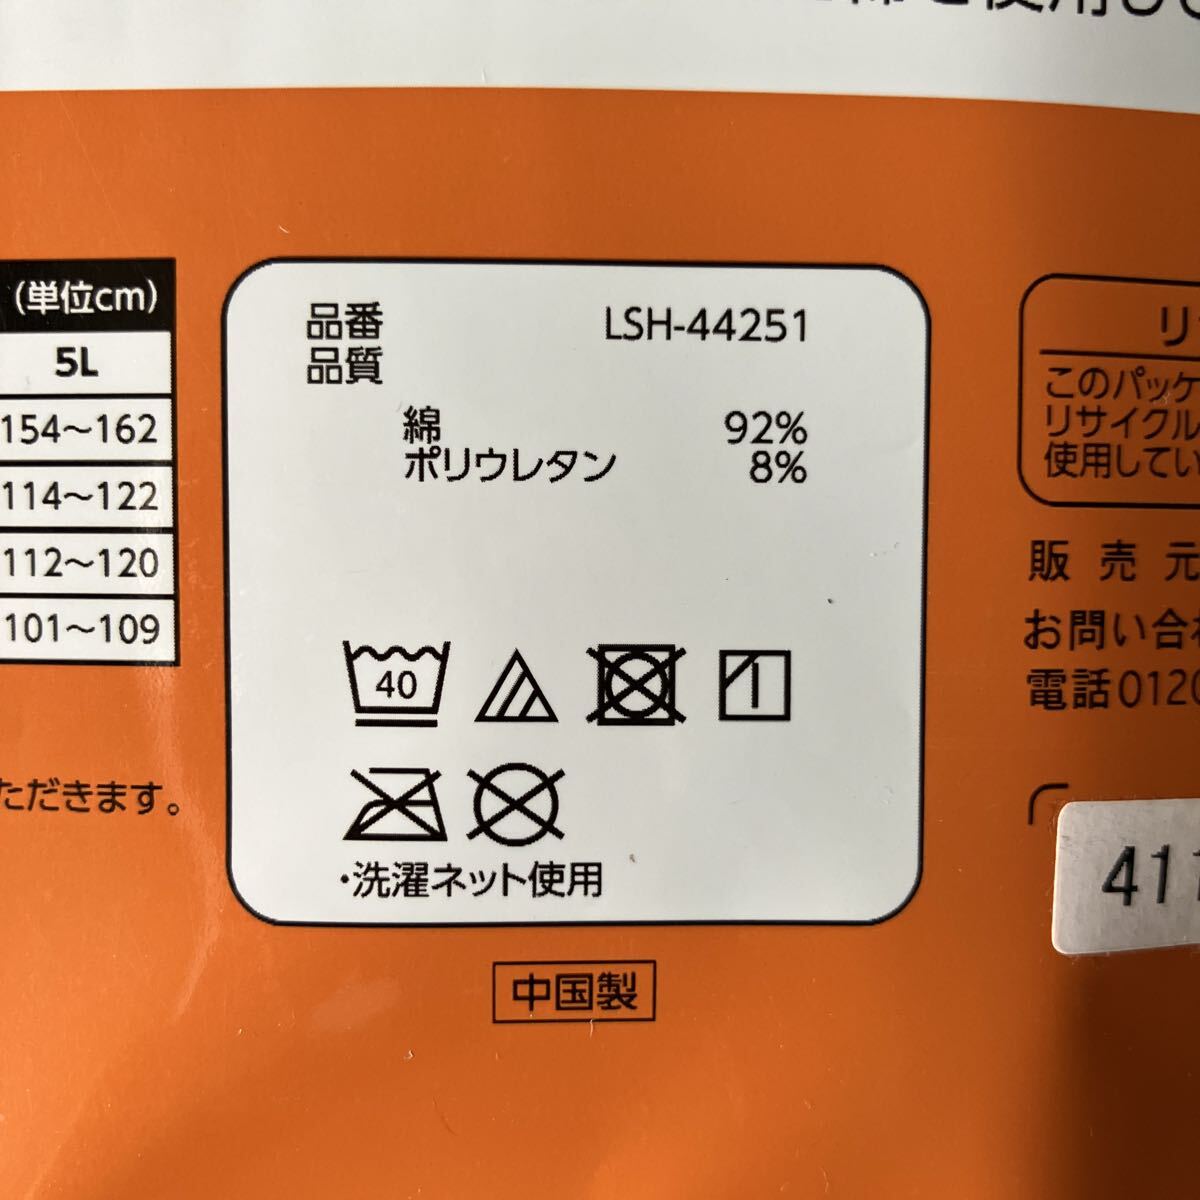 (単位cm)
5L
154～162
114～122
112～120
101～109
ただきます。
品番 LSH-44251
品質
綿 92%
ポリウレタン 8%
40
・洗濯ネット使用
中国製
リ
このパッケ
リサイクル
使用してい
販売元
お問い合わ
電話0120
411